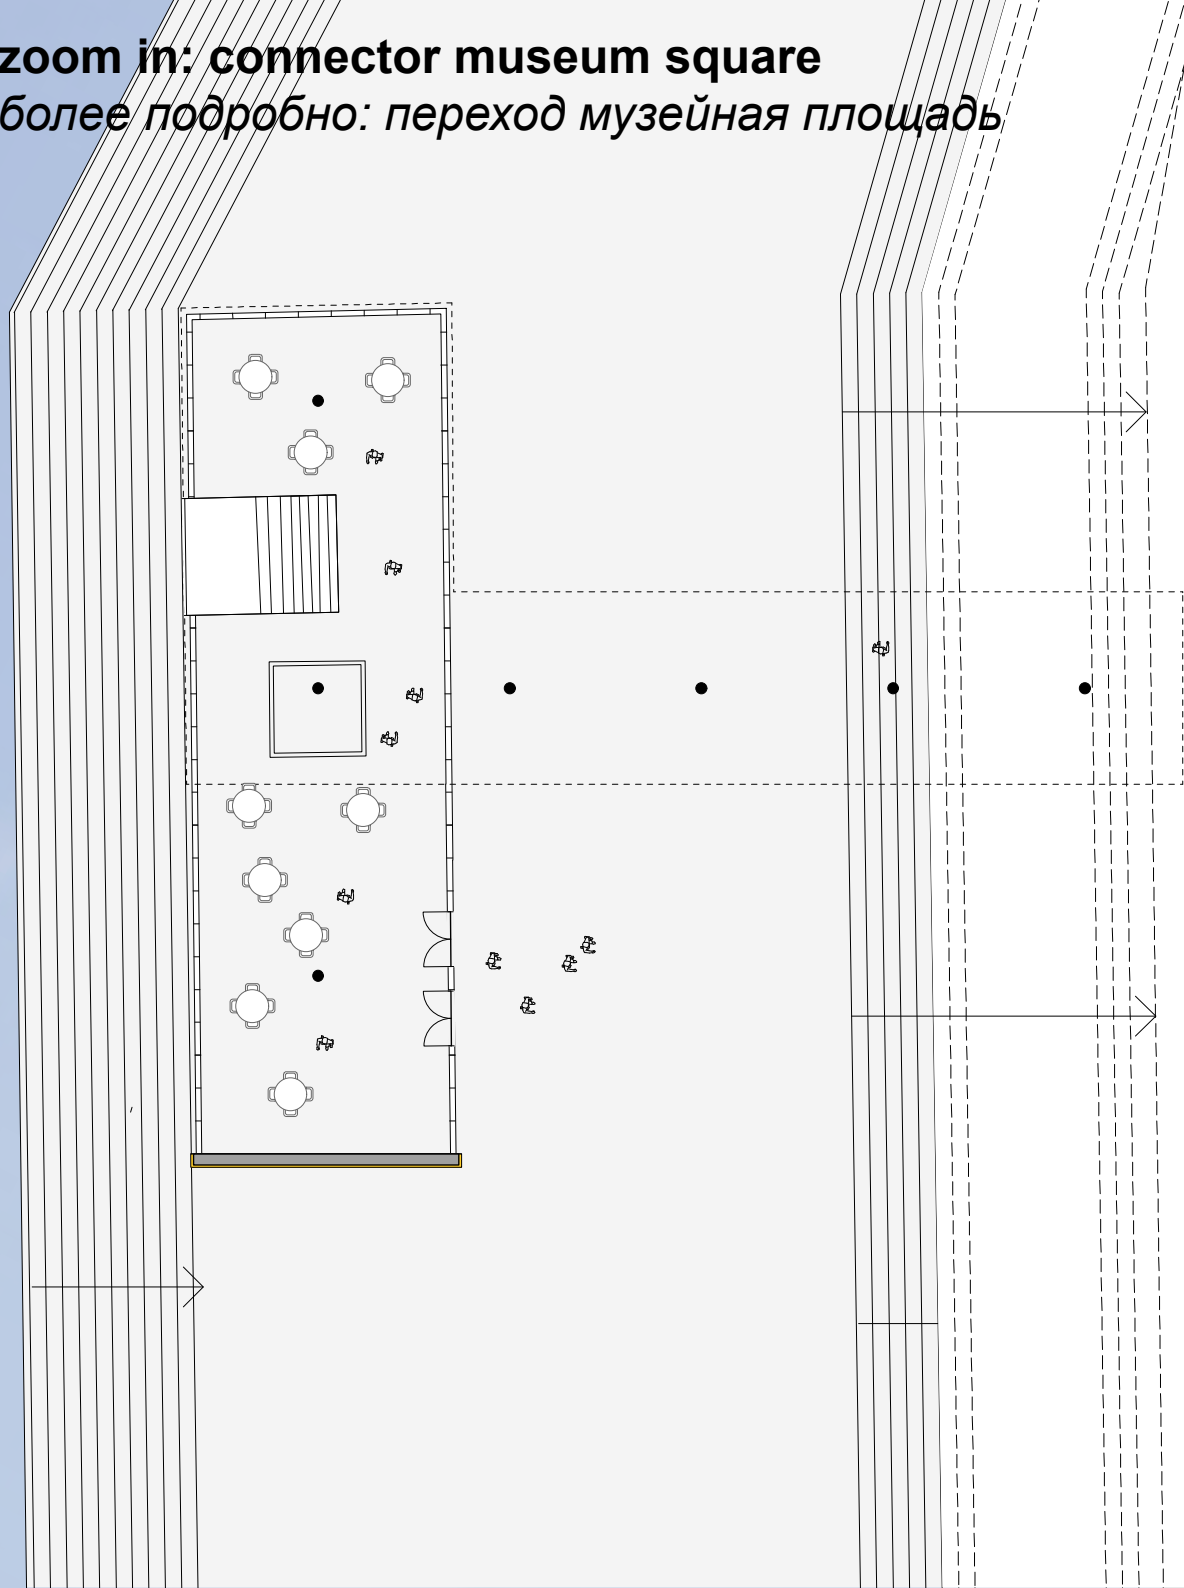 zoom in: connector museum square
более подробно: переход музейная площадь